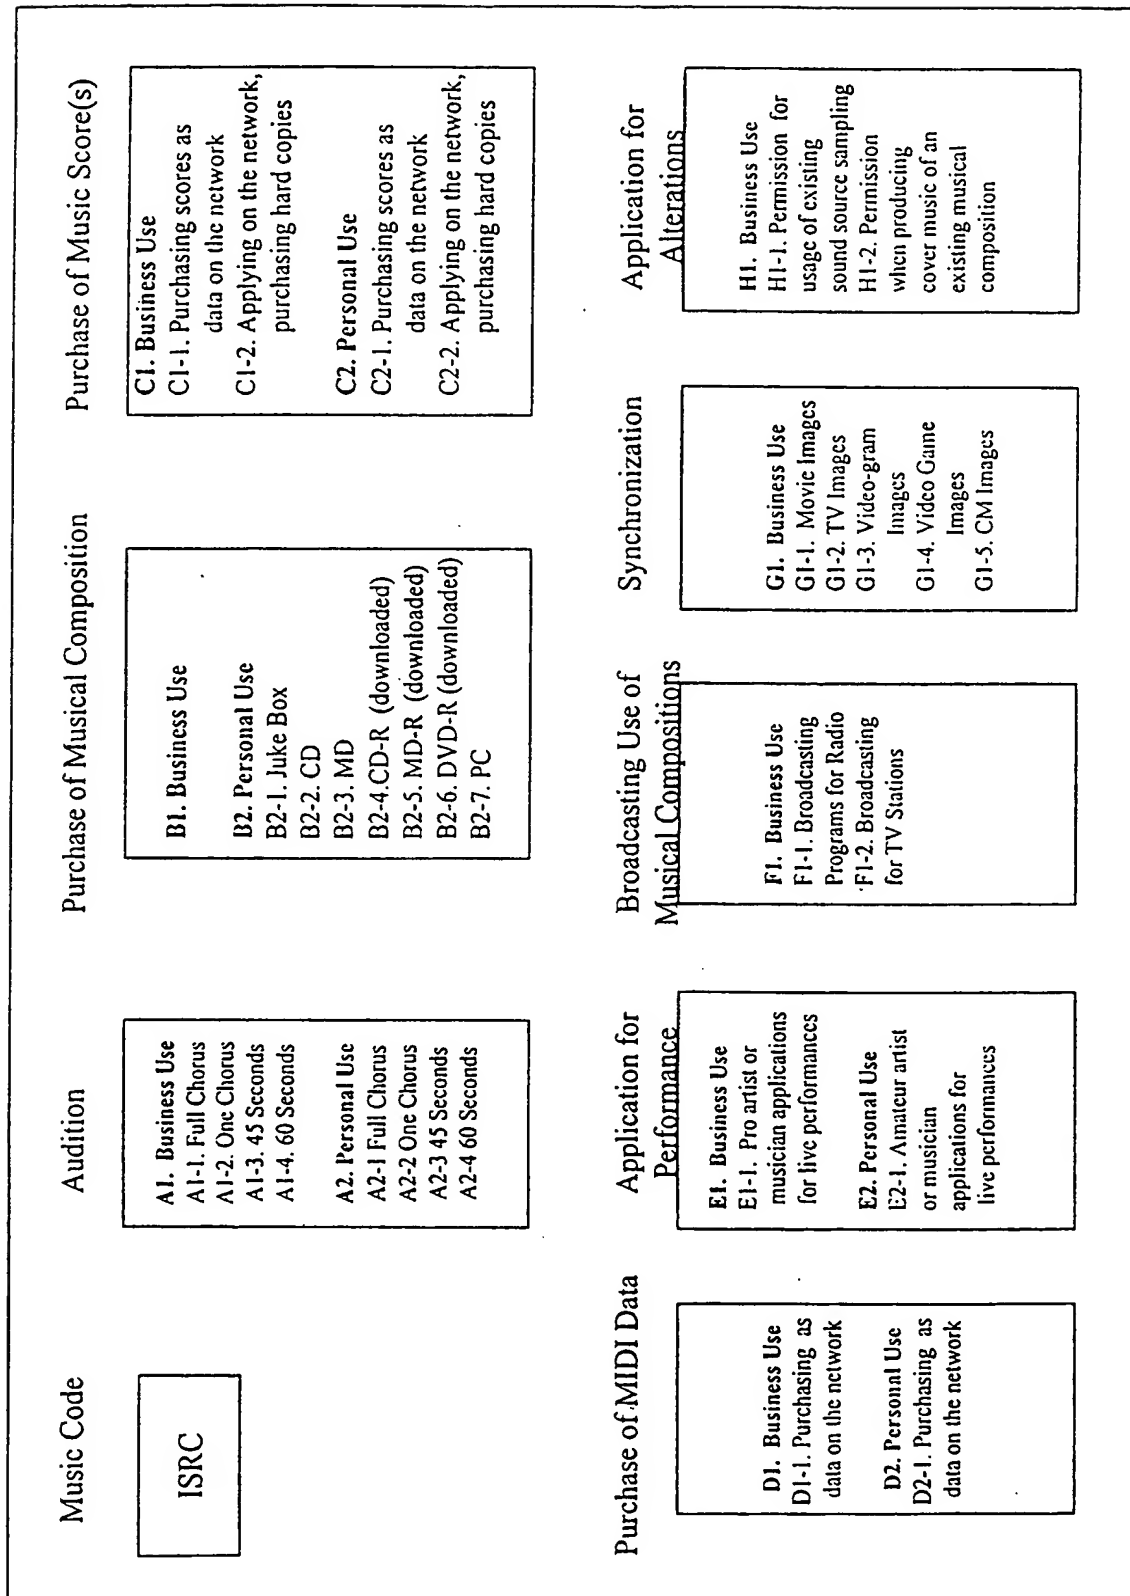 Music Code
ISRC
Audition
A1. Business Use
A1-1. Full Chorus
A1-2. One Chorus
A1-3. 45 Seconds
A1-4. 60 Seconds
A2. Personal Use
A2-1 Full Chorus
A2-2 One Chorus
A2-3 45 Seconds
A2-4 60 Seconds
Purchase of Musical Composition
B1. Business Use
B2. Personal Use
B2-1. Juke Box
B2-2. CD
B2-3. MD
B2-4.CD-R (downloaded)
B2-5. MD-R (downloaded)
B2-6. DVD-R (downloaded)
B2-7. PC
Purchase of Music Score(s)
C1. Business Use
C1-1. Purchasing scores as
data on the network
C1-2. Applying on the network,
purchasing hard copies
C2. Personal Use
C2-1. Purchasing scores as
data on the network
C2-2. Applying on the network,
purchasing hard copies
Purchase of MIDI Data
D1. Business Use
D1-1. Purchasing as
data on the network
D2. Personal Use
D2-1. Purchasing as
data on the network
Application for
Performance
E1. Business Use
E1-1. Pro artist or
musician applications
for live performances
E2. Personal Use
E2-1. Amateur artist
or musician
applications for
live performances
Broadcasting Use of
Musical Compositions
F1. Business Use
F1-1. Broadcasting
Programs for Radio
F1-2. Broadcasting
for TV Stations
Synchronization
G1. Business Use
G1-1. Movie Images
G1-2. TV Images
G1-3. Video-gram
Images
G1-4. Video Game
Images
G1-5. CM Images
Application for
Alterations
H1. Business Use
H1-1. Permission for
usage of existing
sound source sampling
H1-2. Permission
when producing
cover music of an
existing musical
composition